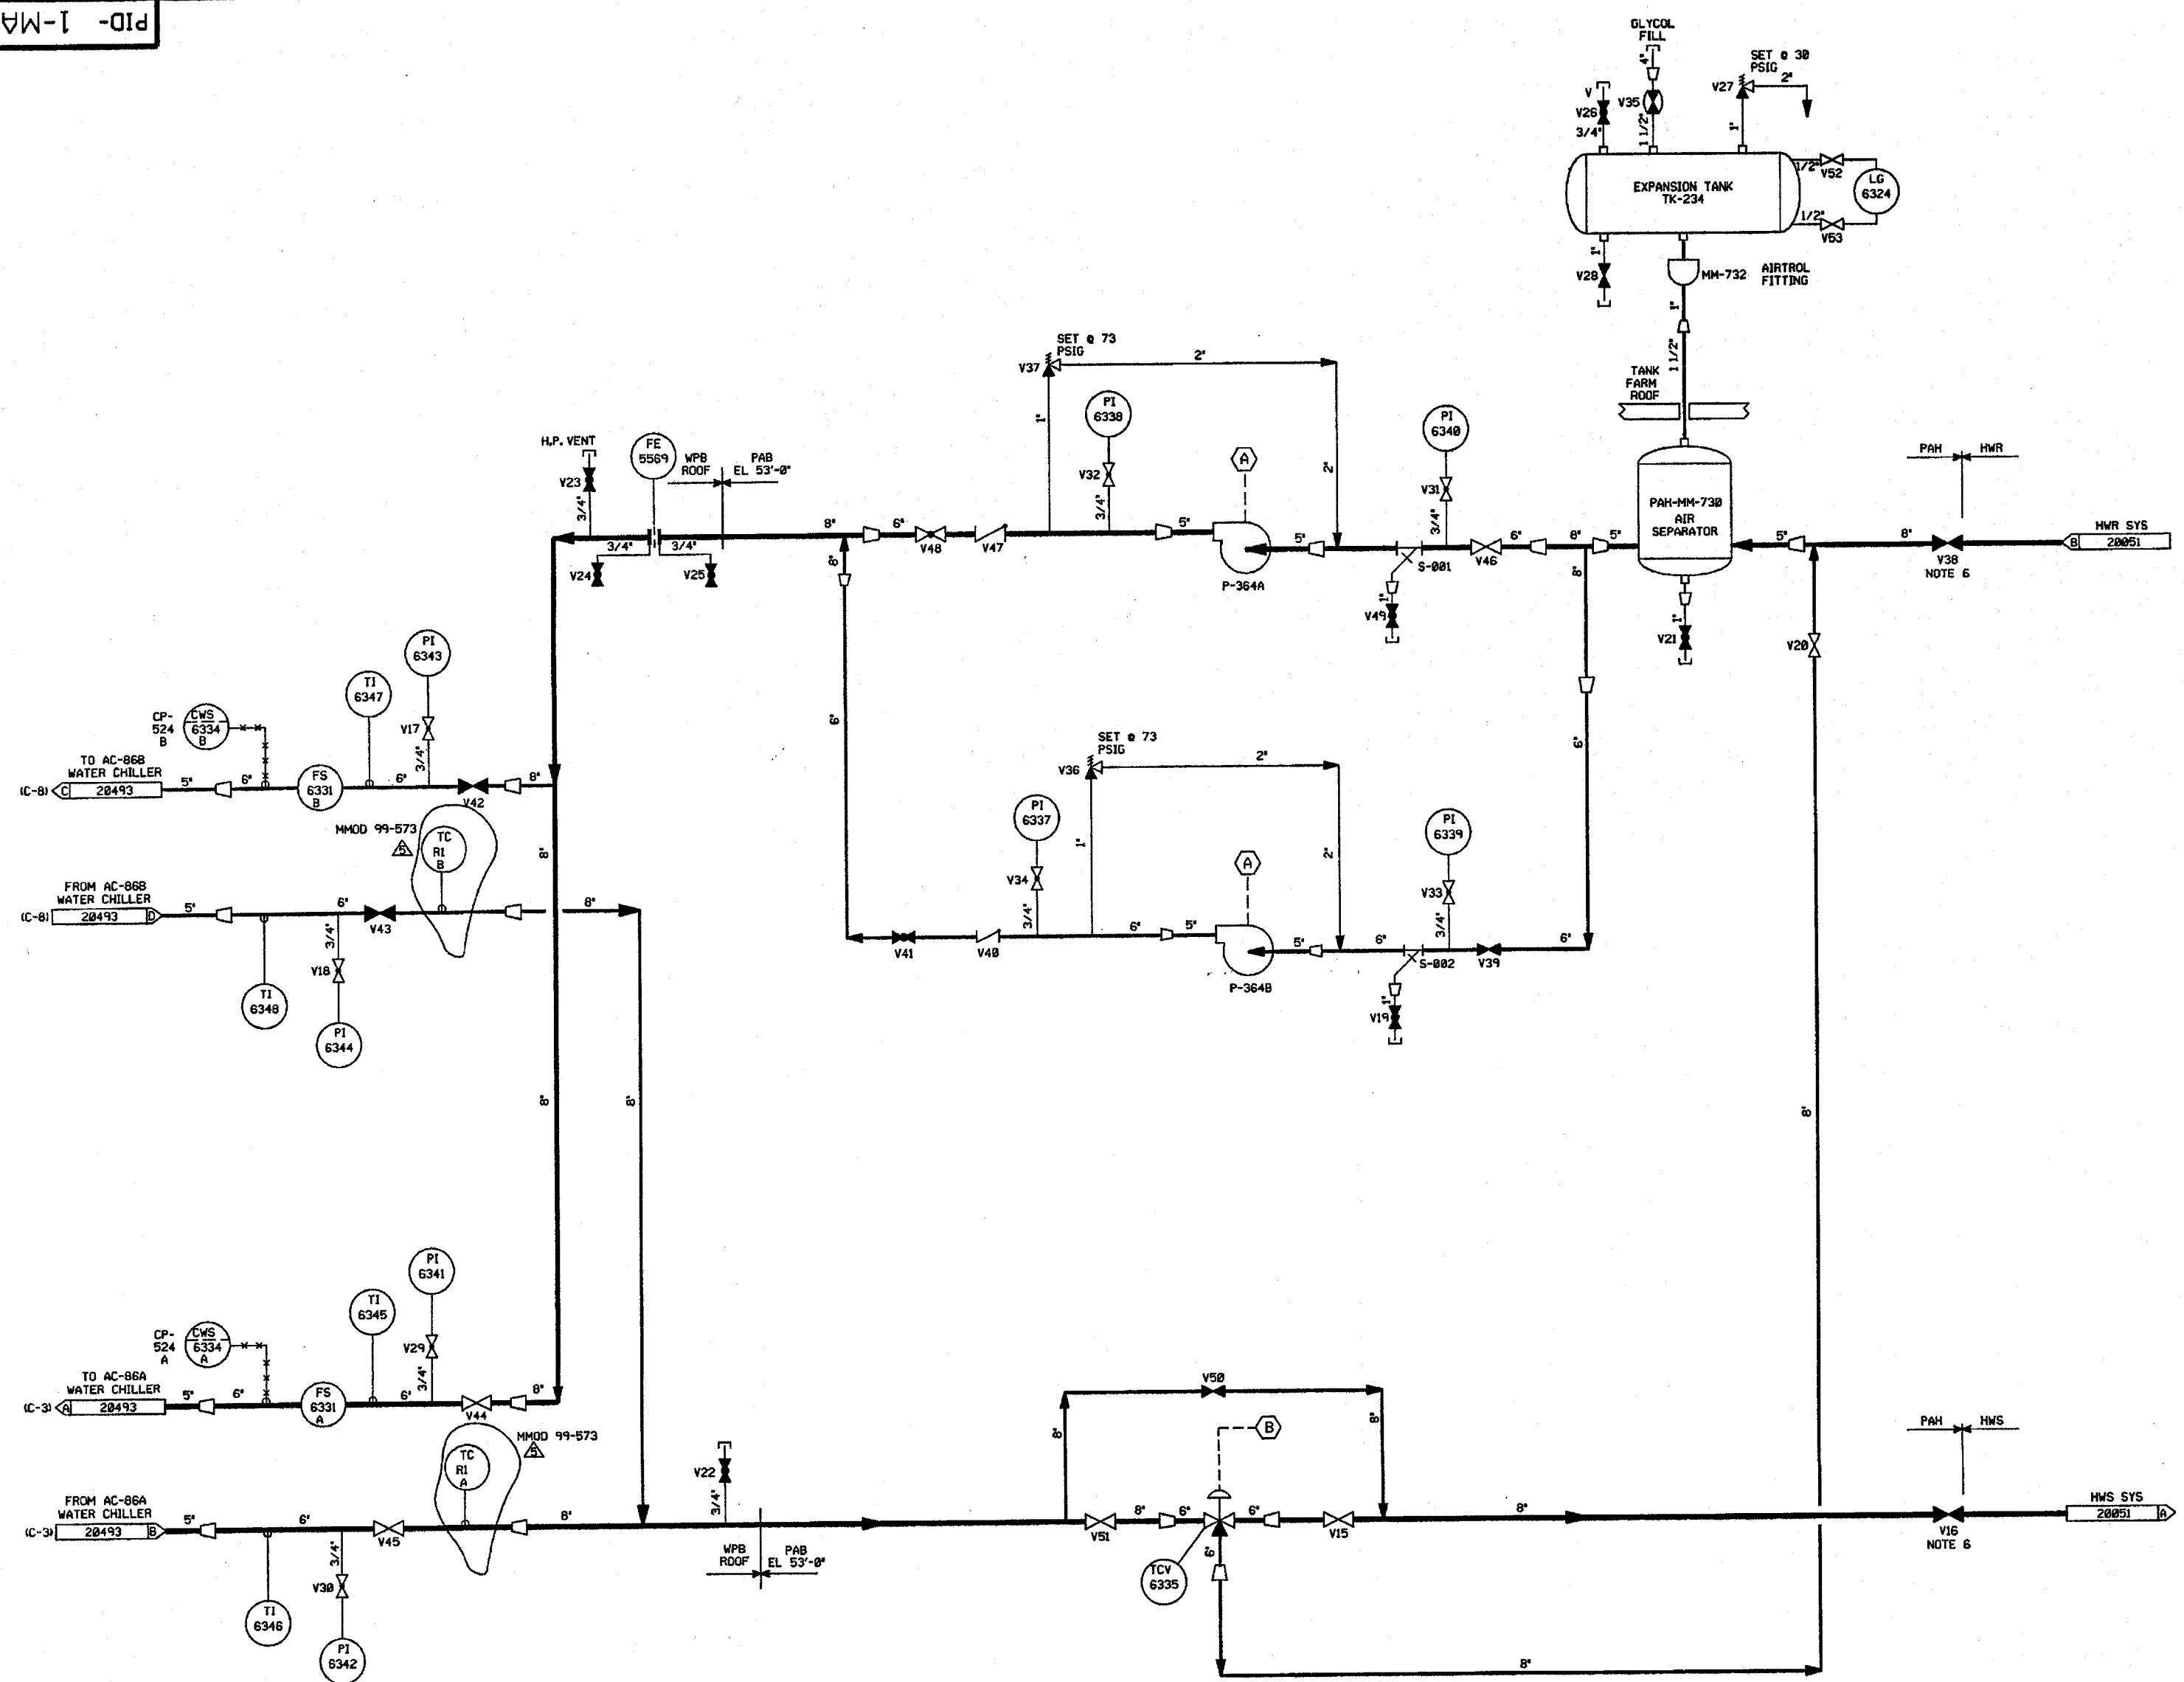 PID- 1-MA
GLYCOL
FILL
4"
SET @ 30
PSIG
V27
2"
V
V26
V35
3/4"
1 1/2"
1"
EXPANSION TANK
TK-234
1/2"
V52
LG
6324
1/2"
V53
1"
V28
MM-732
AIRTROL
FITTING
1"
1 1/2"
TANK
FARM
ROOF
SET @ 73
PSIG
V37
2"
1"
PI
6338
V32
3/4"
2"
A
PI
6340
V31
3/4"
H.P. VENT
V23
3/4"
FE
5569
WPB
ROOF
PAB
EL 53'-0"
3/4"
3/4"
V24
V25
8"
6"
V48
V47
5"
P-364A
5"
S-001
1"
V49
V46
6"
8"
5"
PAH-MM-730
AIR
SEPARATOR
1"
V21
5"
8"
PAH
HWR
V38
NOTE 6
HWR SYS
B
20051
8"
8"
V20
PI
6343
TI
6347
V17
3/4"
CP-
524
B
CWS
6334
B
TO AC-86B
WATER CHILLER
(C-8)
C
20493
5"
6"
FS
6331
B
6"
V42
8"
6"
6"
SET @ 73
PSIG
V36
2"
1"
2"
MMOD 99-573
5
TC
R1
B
8"
PI
6337
V34
3/4"
A
PI
6339
V33
3/4"
FROM AC-86B
WATER CHILLER
(C-8)
20493
D
5"
6"
V43
8"
3/4"
V18
TI
6348
PI
6344
V41
V40
6"
5"
P-364B
5"
6"
S-002
V39
6"
1"
V19
8"
8"
8"
PI
6341
TI
6345
V29
3/4"
CP-
524
A
CWS
6334
A
TO AC-86A
WATER CHILLER
(C-3)
A
20493
5"
6"
FS
6331
A
6"
V44
8"
MMOD 99-573
5
TC
R1
A
FROM AC-86A
WATER CHILLER
(C-3)
20493
B
5"
6"
V45
8"
3/4"
V30
TI
6346
PI
6342
V22
3/4"
WPB
ROOF
PAB
EL 53'-0"
V50
8"
8"
B
V51
8"
6"
6"
V15
6"
TCV
6335
8"
8"
PAH
HWS
V16
NOTE 6
HWS SYS
20051
A